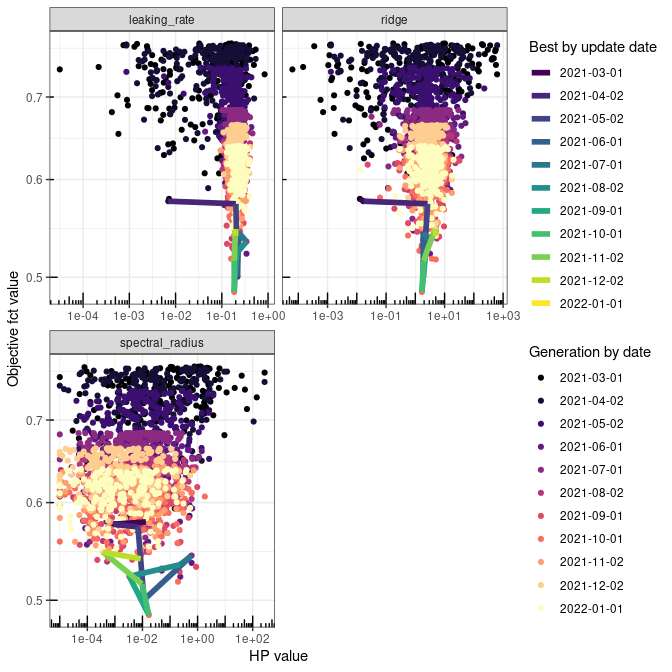 leaking_rate
ridge
0.7
0.6
0.5
1e-04 1e-03 1e-02 1e-01 1e+00
1e-03 1e-01 1e+01 1e+03
spectral_radius
0.7
0.6
0.5
1e-04 1e-02 1e+00 1e+02
HP value
Objective fct value
Best by update date
2021-03-01
2021-04-02
2021-05-02
2021-06-01
2021-07-01
2021-08-02
2021-09-01
2021-10-01
2021-11-02
2021-12-02
2022-01-01
Generation by date
2021-03-01
2021-04-02
2021-05-02
2021-06-01
2021-07-01
2021-08-02
2021-09-01
2021-10-01
2021-11-02
2021-12-02
2022-01-01